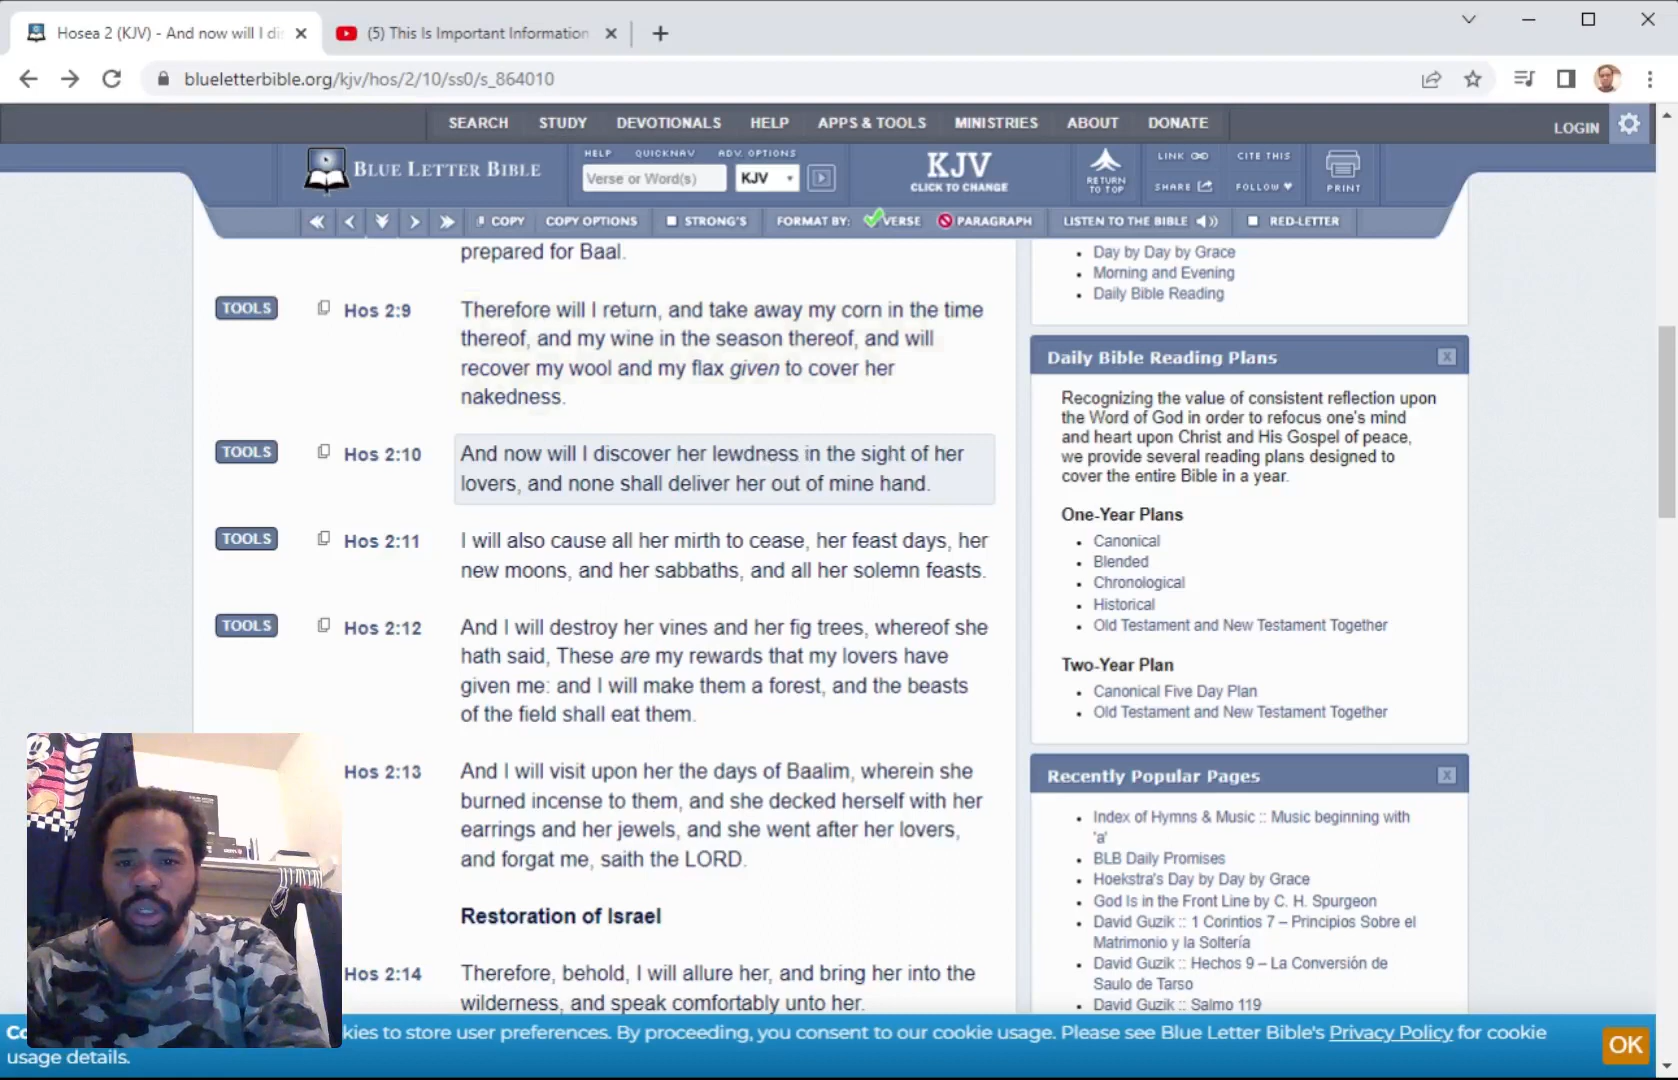 Hosea 2 (KJV) - And now will I di
(5) This Is Important Information
blueletterbible.org/kjv/hos/2/10/ss0/s_864010
SEARCH STUDY DEVOTIONALS HELP APPS & TOOLS MINISTRIES ABOUT DONATE
LOGIN
BLUE LETTER BIBLE
HELP QUICKNAV ADV. OPTIONS
Verse or Word(s)
KJV
KJV
CLICK TO CHANGE
RETURN
TO TOP
LINK
CITE THIS
SHARE
FOLLOW
PRINT
COPY COPY OPTIONS STRONG'S FORMAT BY: VERSE PARAGRAPH LISTEN TO THE BIBLE RED-LETTER
prepared for Baal.
TOOLS
Hos 2:9
Therefore will I return, and take away my corn in the time
thereof, and my wine in the season thereof, and will
recover my wool and my flax given to cover her
nakedness.
TOOLS
Hos 2:10
And now will I discover her lewdness in the sight of her
lovers, and none shall deliver her out of mine hand.
TOOLS
Hos 2:11
I will also cause all her mirth to cease, her feast days, her
new moons, and her sabbaths, and all her solemn feasts.
TOOLS
Hos 2:12
And I will destroy her vines and her fig trees, whereof she
hath said, These are my rewards that my lovers have
given me: and I will make them a forest, and the beasts
of the field shall eat them.
Hos 2:13
And I will visit upon her the days of Baalim, wherein she
burned incense to them, and she decked herself with her
earrings and her jewels, and she went after her lovers,
and forgat me, saith the LORD.
Restoration of Israel
Hos 2:14
Therefore, behold, I will allure her, and bring her into the
wilderness, and speak comfortably unto her.
Day by Day by Grace
Morning and Evening
Daily Bible Reading
Daily Bible Reading Plans
Recognizing the value of consistent reflection upon
the Word of God in order to refocus one's mind
and heart upon Christ and His Gospel of peace,
we provide several reading plans designed to
cover the entire Bible in a year.
One-Year Plans
Canonical
Blended
Chronological
Historical
Old Testament and New Testament Together
Two-Year Plan
Canonical Five Day Plan
Old Testament and New Testament Together
Recently Popular Pages
Index of Hymns & Music :: Music beginning with
'a'
BLB Daily Promises
Hoekstra's Day by Day by Grace
God Is in the Front Line by C. H. Spurgeon
David Guzik :: 1 Corintios 7 – Principios Sobre el
Matrimonio y la Soltería
David Guzik :: Hechos 9 – La Conversión de
Saulo de Tarso
David Guzik :: Salmo 119
Co kies to store user preferences. By proceeding, you consent to our cookie usage. Please see Blue Letter Bible's Privacy Policy for cookie
usage details.
OK